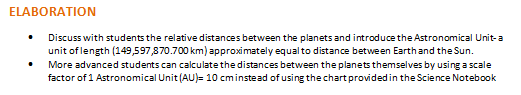 ELABORATION
• Discuss with students the relative distances between the planets and introduce the Astronomical Unit- a
unit of length (149,597,870.700 km) approximately equal to distance between Earth and the Sun.
• More advanced students can calculate the distances between the planets themselves by using a scale
factor of 1 Astronomical Unit (AU)= 10 cm instead of using the chart provided in the Science Notebook